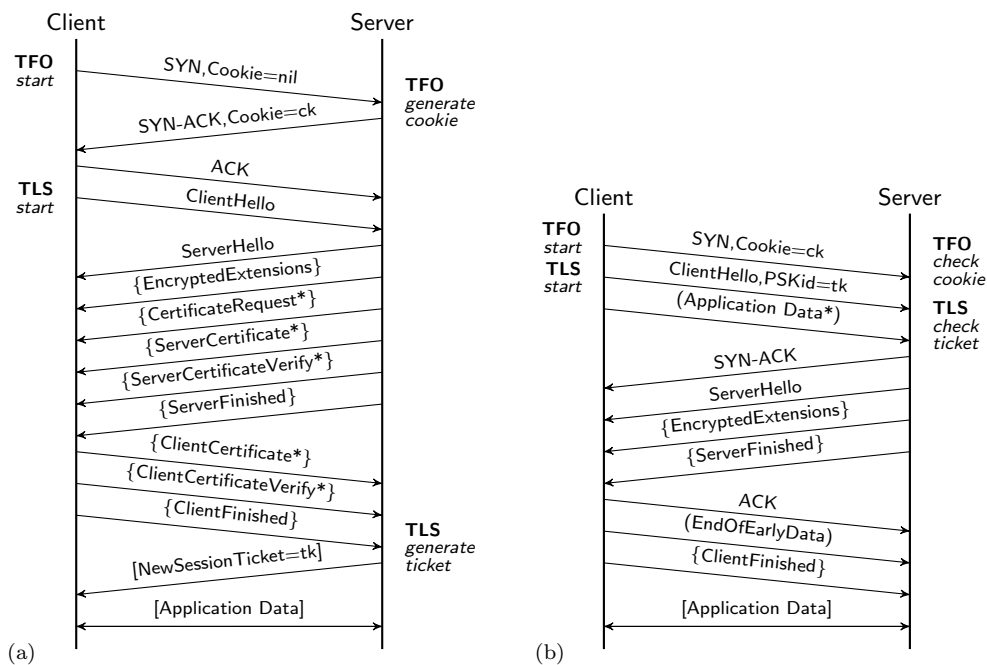 Client
Server
TFO
start
SYN,Cookie=nil
TFO
generate
cookie
SYN-ACK,Cookie=ck
ACK
TLS
start
ClientHello
ServerHello
{EncryptedExtensions}
{CertificateRequest*}
{ServerCertificate*}
{ServerCertificateVerify*}
{ServerFinished}
{ClientCertificate*}
{ClientCertificateVerify*}
{ClientFinished}
TLS
generate
ticket
[NewSessionTicket=tk]
[Application Data]
(a)
Client
Server
TFO
start
SYN,Cookie=ck
TFO
check
cookie
TLS
start
ClientHello,PSKid=tk
(Application Data*)
TLS
check
ticket
SYN-ACK
ServerHello
{EncryptedExtensions}
{ServerFinished}
ACK
(EndOfEarlyData)
{ClientFinished}
[Application Data]
(b)